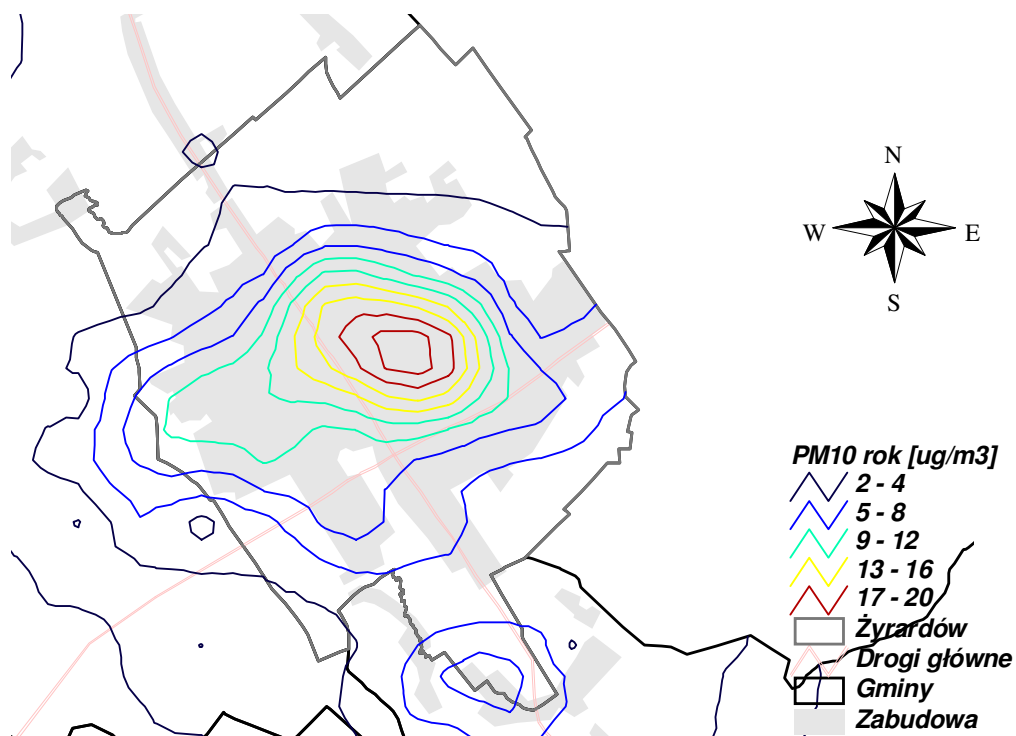 N
W E
S
PM10 rok [ug/m3]
2 - 4
5 - 8
9 - 12
13 - 16
17 - 20
Żyrardów
Drogi główne
Gminy
Zabudowa